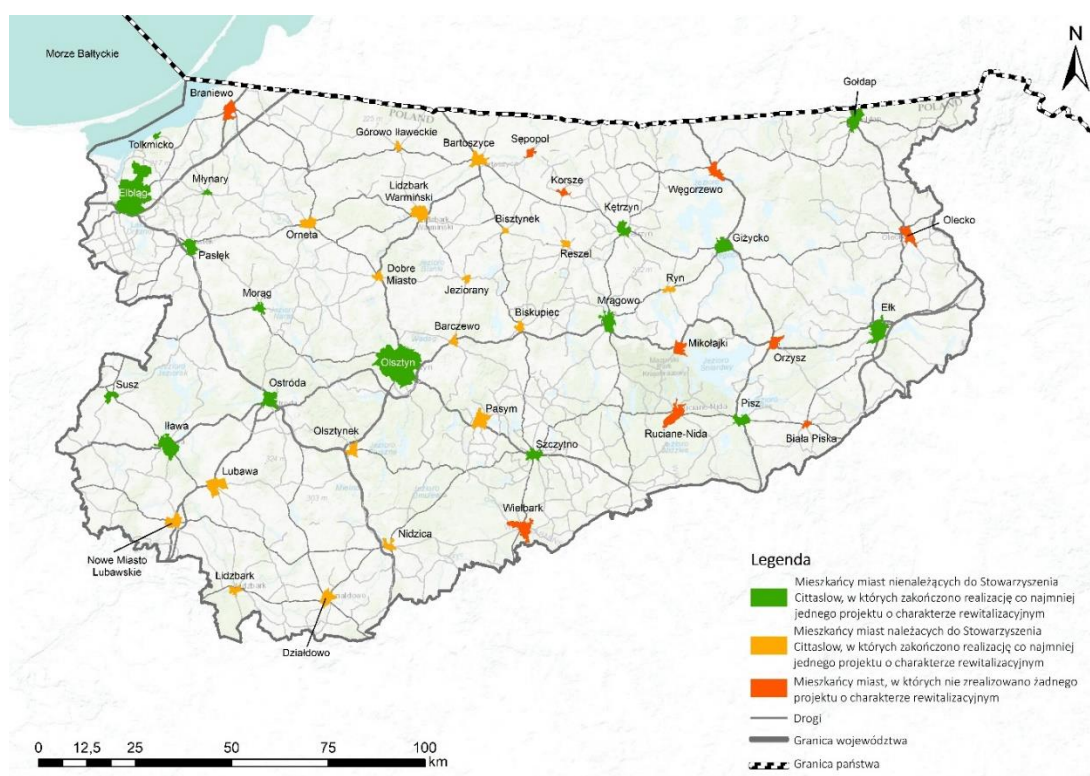 Morze Bałtyckie
N
Gołdap
Braniewo
POLAND
POLAND
Tolkmicko
Górowo Iławeckie
Bartoszyce
Sępopol
Elbląg
Młynary
Lidzbark
Warmiński
Korsze
Węgorzewo
Kętrzyn
Olecko
Orneta
Bisztynek
Giżycko
Pasłęk
Reszel
Dobre
Miasto
Jeziorany
Ryn
Morąg
Mrągowo
Ełk
Barczewo
Biskupiec
Mikołajki
Orzysz
Olsztyn
Susz
Ostróda
Pasym
Pisz
Ruciane-Nida
Biała Piska
Iława
Olsztynek
Szczytno
Lubawa
Wielbark
Nidzica
Nowe Miasto
Lubawskie
Lidzbark
Działdowo
Legenda
Mieszkańcy miast nienależących do Stowarzyszenia
Cittaslow, w których zakończono realizację co najmniej
jednego projektu o charakterze rewitalizacyjnym
Mieszkańcy miast należacych do Stowarzyszenia
Cittaslow, w których zakończono realizację co najmniej
jednego projektu o charakterze rewitalizacyjnym
Mieszkańcy miast, w których nie zrealizowano żadnego
projektu o charakterze rewitalizacyjnym
Drogi
Granica województwa
Granica państwa
0 12,5 25 50 75 100
km